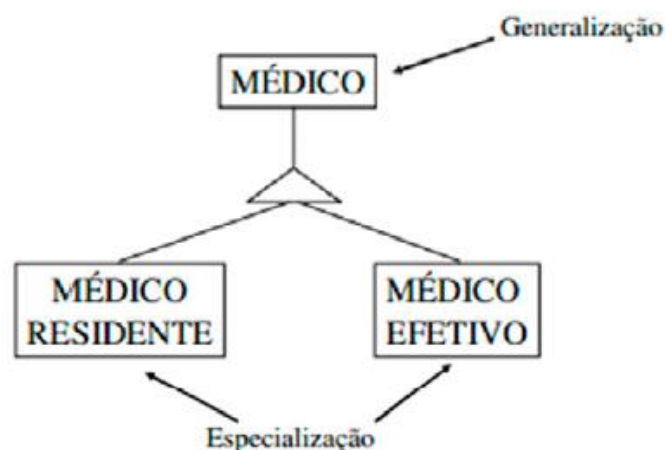 Generalização
MÉDICO
MÉDICO
RESIDENTE
MÉDICO
EFETIVO
Especialização